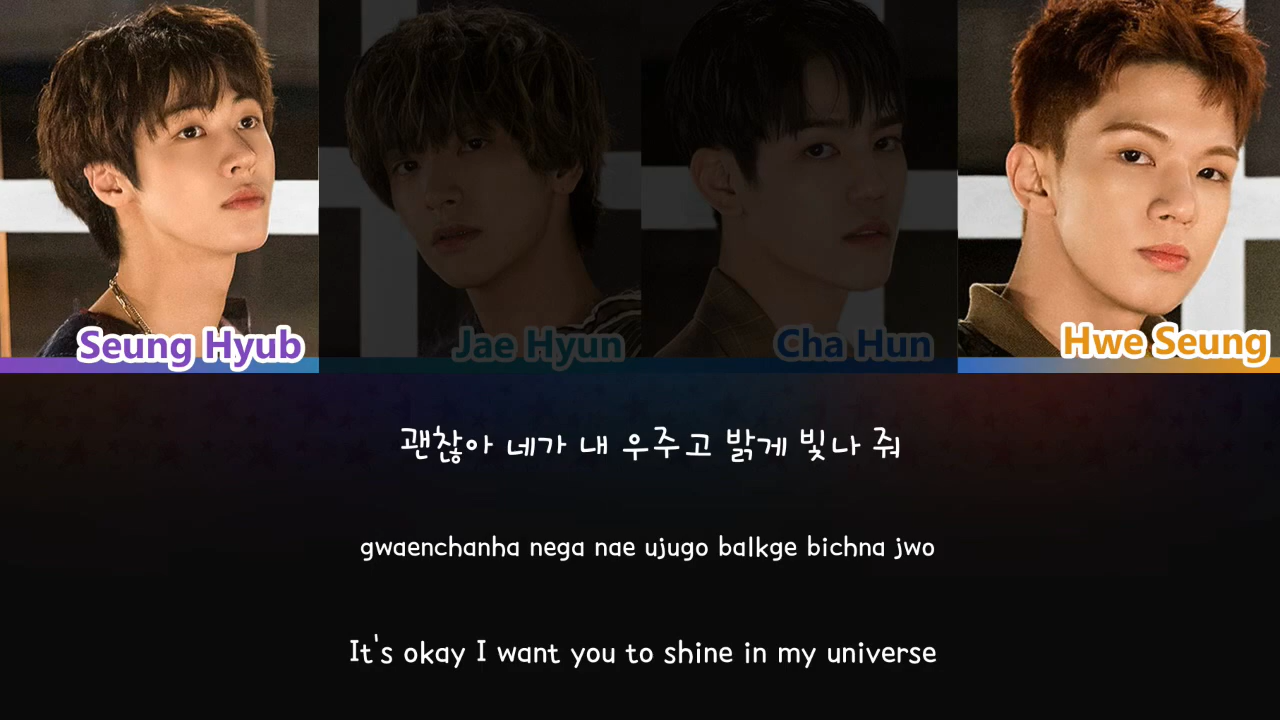 Seung Hyub
Jae Hyun
Cha Hun
Hwe Seung
괜찮아 네가 내 우주고 밝게 빛나 줘
gwaenchanha nega nae ujugo balkge bichna jwo
It's okay I want you to shine in my universe